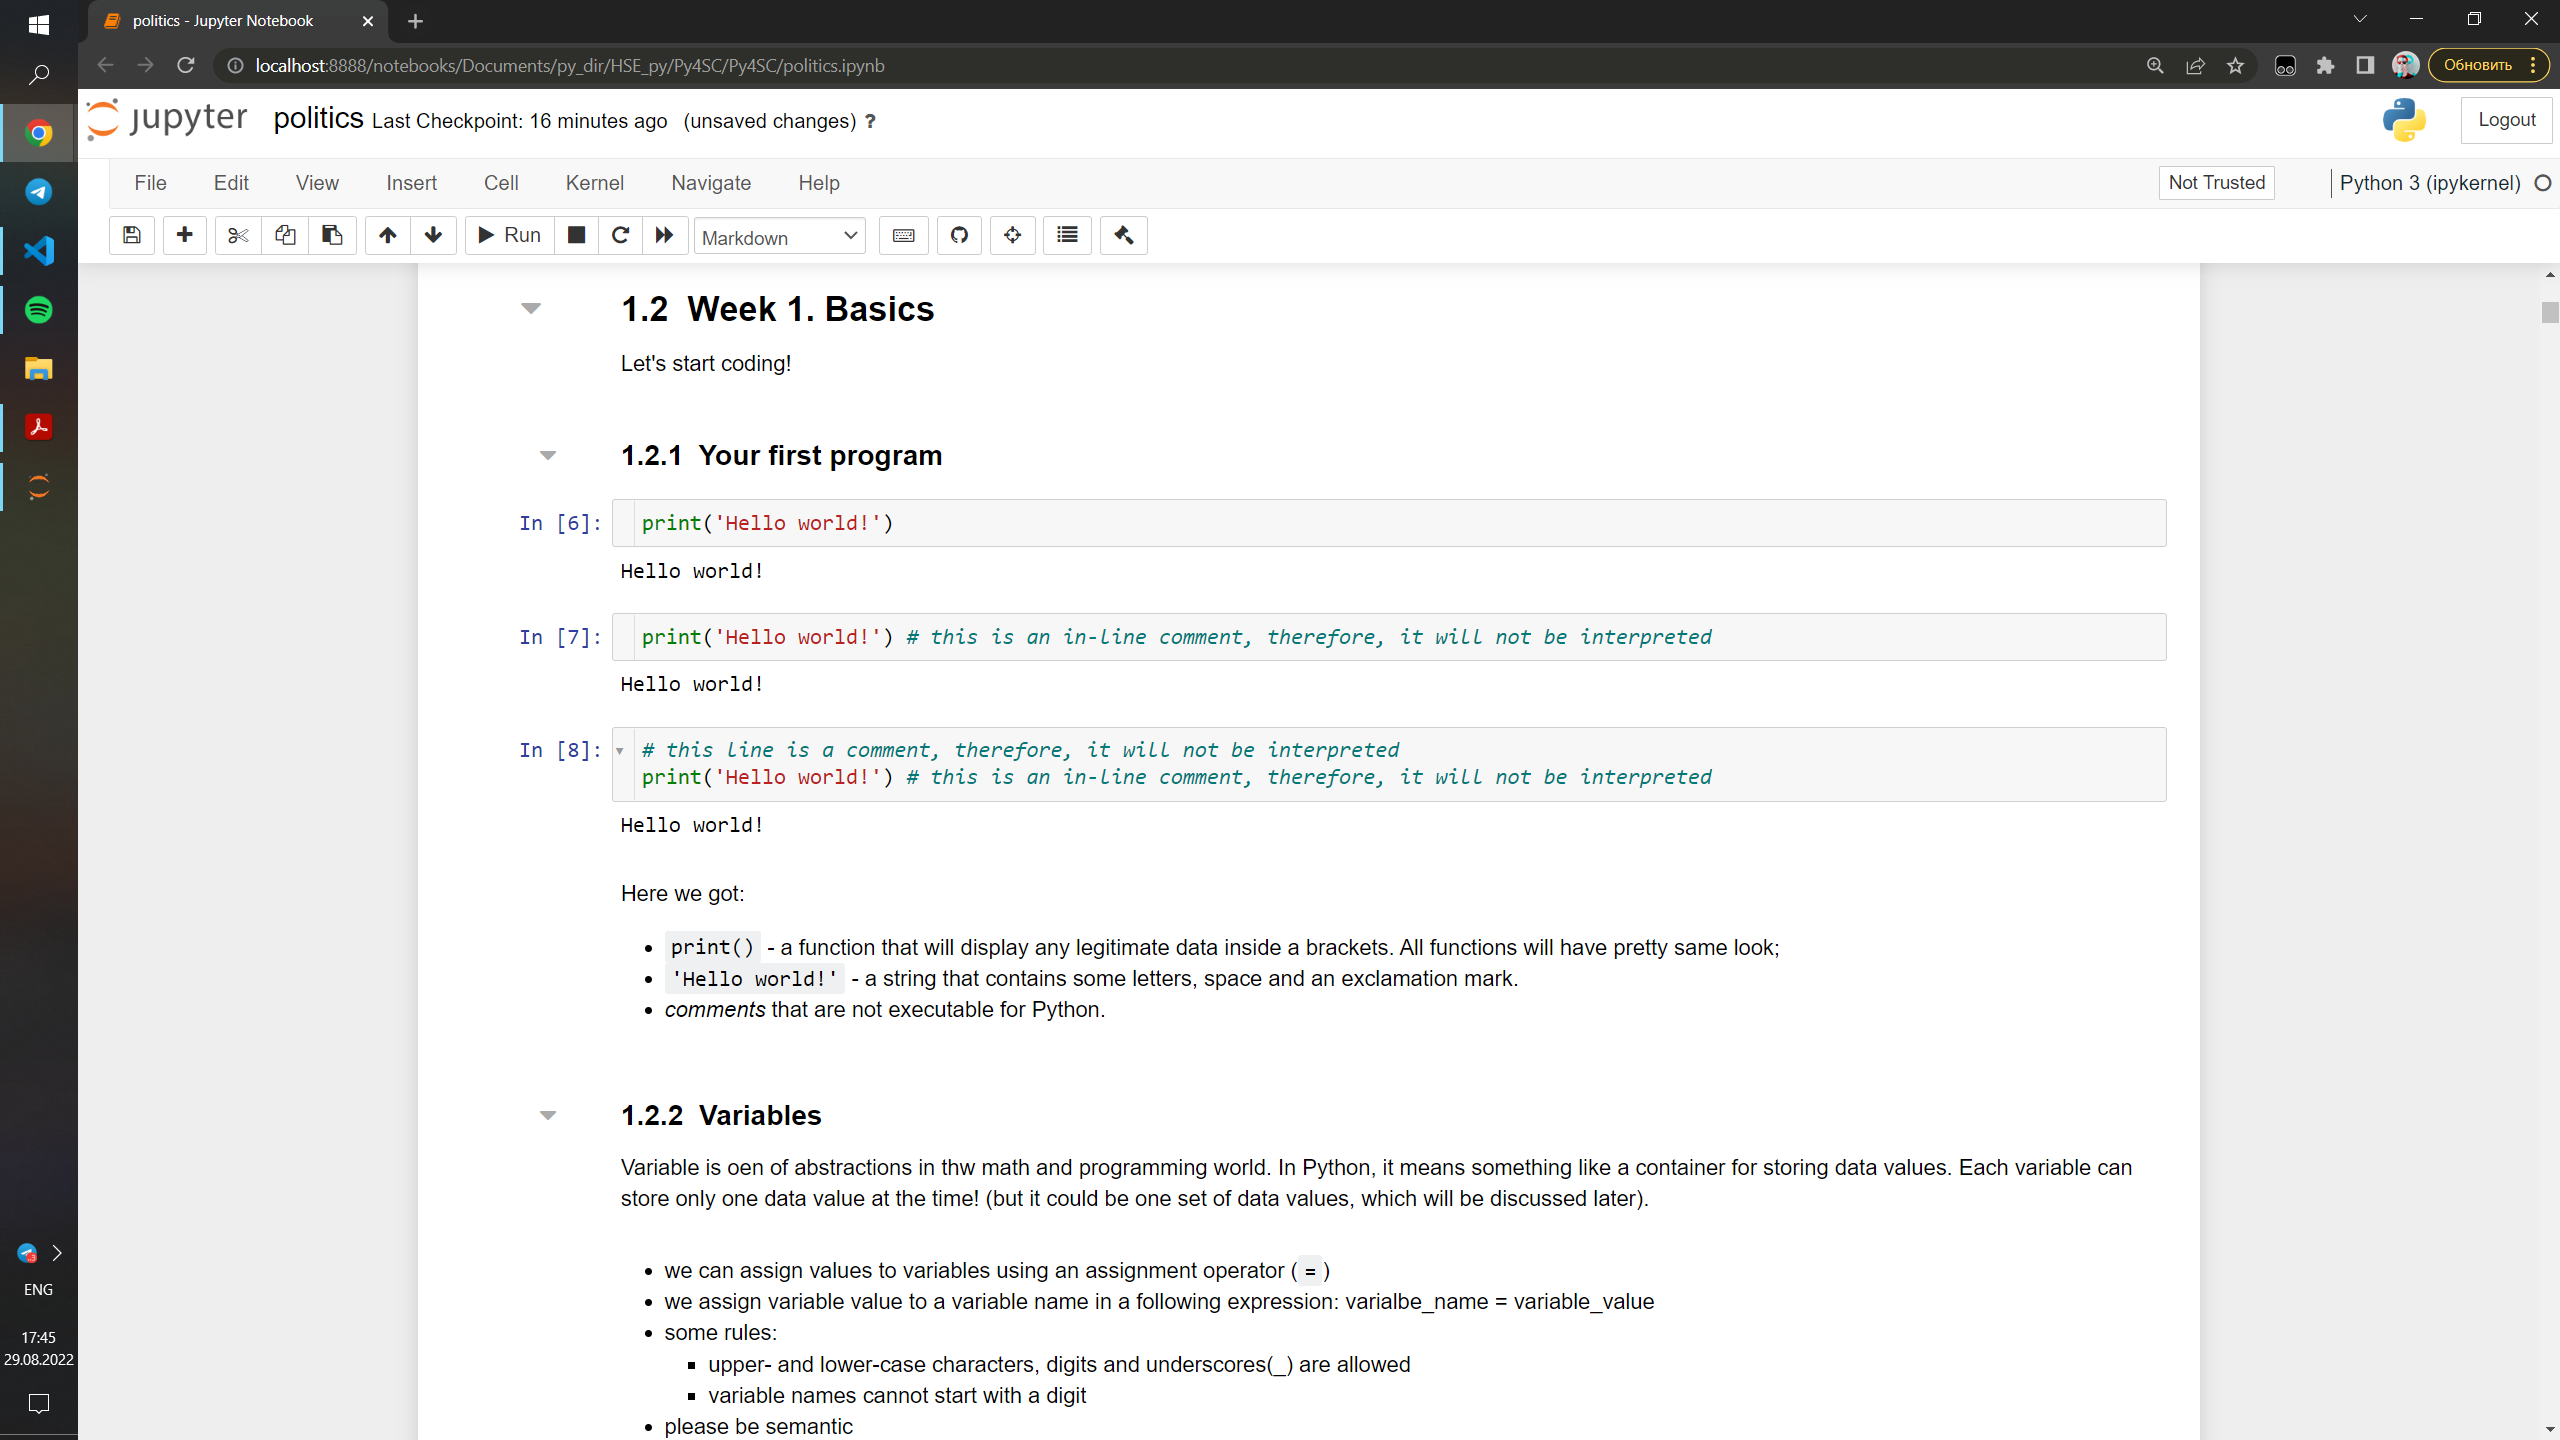 politics - Jupyter Notebook
localhost:8888/notebooks/Documents/py_dir/HSE_py/Py4SC/Py4SC/politics.ipynb
Обновить
jupyter politics Last Checkpoint: 16 minutes ago (unsaved changes) ?
Logout
File Edit View Insert Cell Kernel Navigate Help
Not Trusted Python 3 (ipykernel)
Run Markdown
1.2 Week 1. Basics
Let's start coding!
1.2.1 Your first program
In [6]: print('Hello world!')
Hello world!
In [7]: print('Hello world!') # this is an in-line comment, therefore, it will not be interpreted
Hello world!
In [8]: # this line is a comment, therefore, it will not be interpreted
print('Hello world!') # this is an in-line comment, therefore, it will not be interpreted
Hello world!
Here we got:
• print() - a function that will display any legitimate data inside a brackets. All functions will have pretty same look;
• 'Hello world!' - a string that contains some letters, space and an exclamation mark.
• comments that are not executable for Python.
1.2.2 Variables
Variable is oen of abstractions in thw math and programming world. In Python, it means something like a container for storing data values. Each variable can
store only one data value at the time! (but it could be one set of data values, which will be discussed later).
• we can assign values to variables using an assignment operator ( = )
• we assign variable value to a variable name in a following expression: varialbe_name = variable_value
• some rules:
▪ upper- and lower-case characters, digits and underscores(_) are allowed
▪ variable names cannot start with a digit
• please be semantic
ENG
17:45
29.08.2022